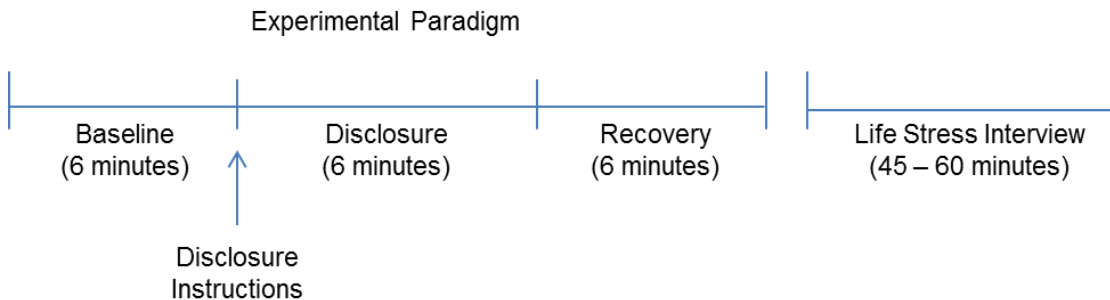 Experimental Paradigm
Baseline
(6 minutes)
Disclosure
(6 minutes)
Recovery
(6 minutes)
Life Stress Interview
(45 – 60 minutes)
Disclosure
Instructions